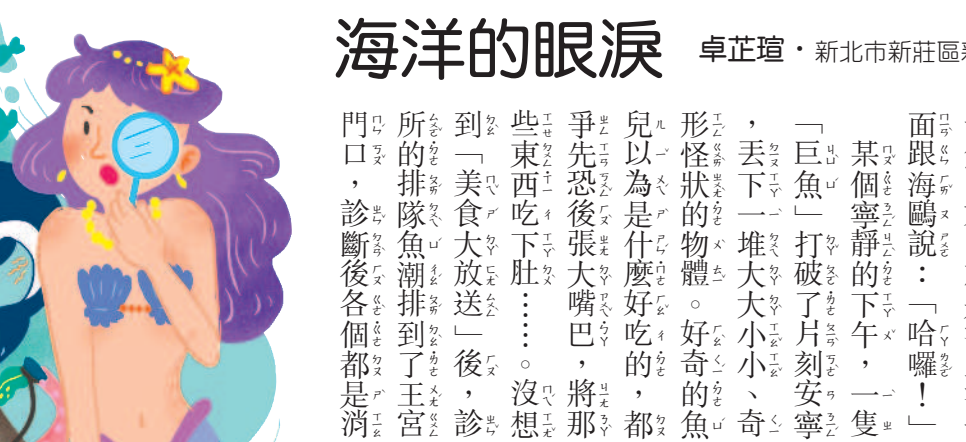 海洋的眼淚
卓芷瑄・新北市新莊區
面跟海鷗說：「哈囉！」
某個寧靜的下午，一隻
「巨魚」打破了片刻安寧
，丟下一堆大大小小、奇
形怪狀的物體。好奇的魚
兒以為是什麼好吃的，都
爭先恐後張大嘴巴，將那
些東西吃下肚……。沒想
到「美食大放送」後，診
所的排隊魚潮排到了王宮
門口，診斷後各個都是消